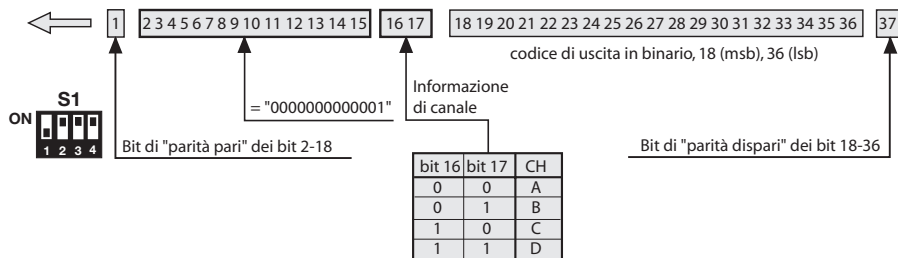 1 2 3 4 5 6 7 8 9 10 11 12 13 14 15 16 17 18 19 20 21 22 23 24 25 26 27 28 29 30 31 32 33 34 35 36 37
codice di uscita in binario, 18 (msb), 36 (lsb)
Informazione
di canale
= "0000000000001"
S1
ON
1 2 3 4
Bit di "parità pari" dei bit 2-18
Bit di "parità dispari" dei bit 18-36
bit 16 bit 17 CH
0 0 A
0 1 B
1 0 C
1 1 D